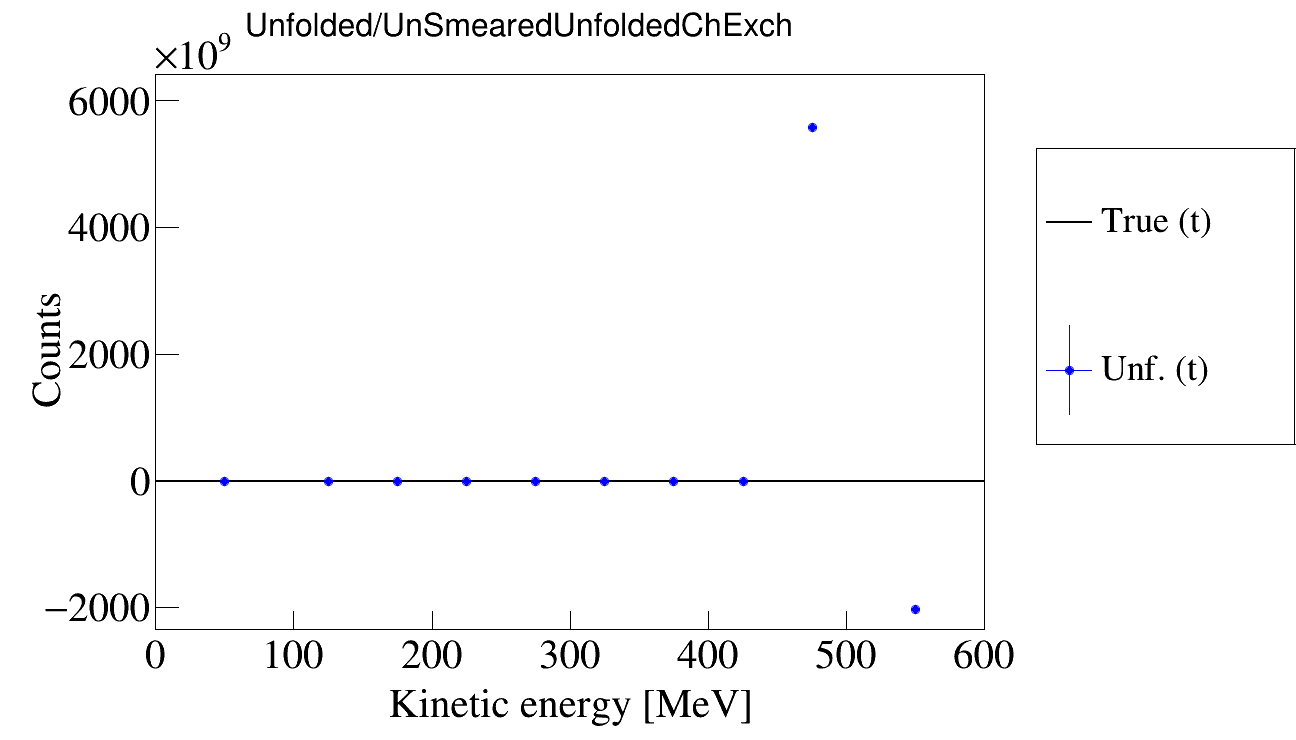 Unfolded/UnSmearedUnfoldedChExch
×10⁹
6000
4000
2000
0
−2000
Counts
0 100 200 300 400 500 600
Kinetic energy [MeV]
True (t)
Unf. (t)